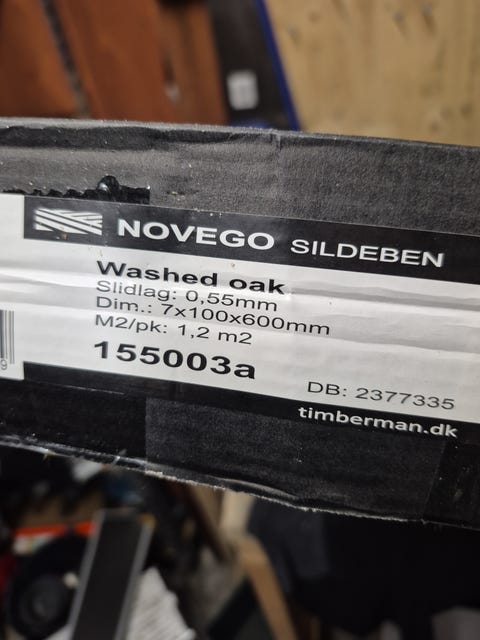 NOVEGO SILDEBEN
Washed oak
Slidlag: 0,55mm
Dim.: 7x100x600mm
M2/pk: 1,2 m2
155003a
DB: 2377335
timberman.dk